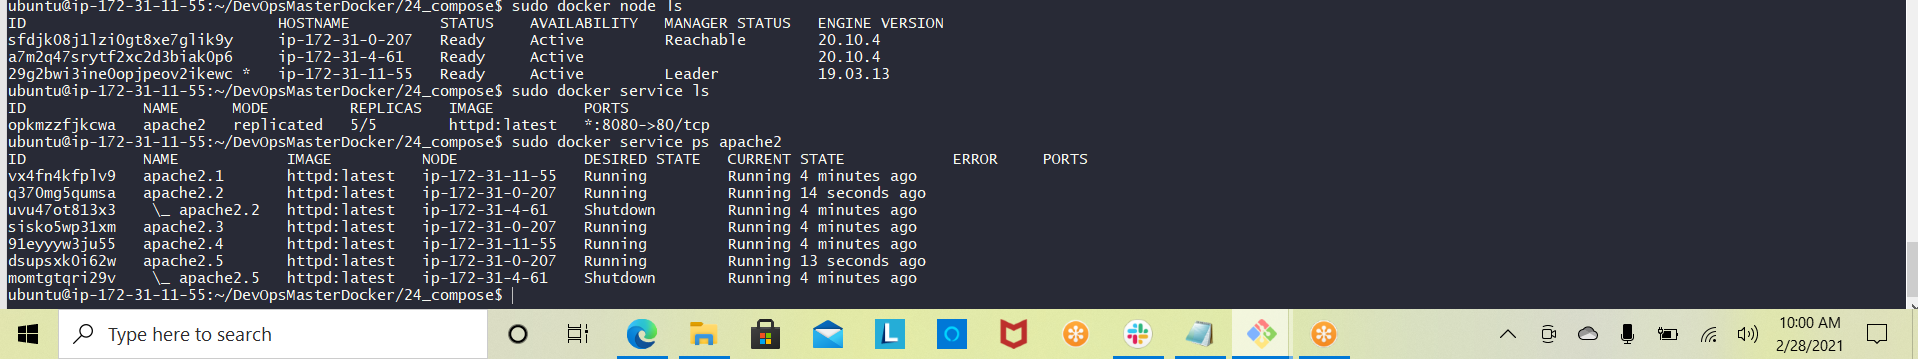 ubuntu@ip-172-31-11-55:~/DevOpsMasterDocker/24_compose$ sudo docker node ls
ID HOSTNAME STATUS AVAILABILITY MANAGER STATUS ENGINE VERSION
sfdjk08j1lzi0gt8xe7glik9y ip-172-31-0-207 Ready Active Reachable 20.10.4
a7m2q47srytf2xc2d3biak0p6 ip-172-31-4-61 Ready Active 20.10.4
29g2bwi3ine0opjpeov2ikewc * ip-172-31-11-55 Ready Active Leader 19.03.13
ubuntu@ip-172-31-11-55:~/DevOpsMasterDocker/24_compose$ sudo docker service ls
ID NAME MODE REPLICAS IMAGE PORTS
opkmzzfjkcwa apache2 replicated 5/5 httpd:latest *:8080->80/tcp
ubuntu@ip-172-31-11-55:~/DevOpsMasterDocker/24_compose$ sudo docker service ps apache2
ID NAME IMAGE NODE DESIRED STATE CURRENT STATE ERROR PORTS
vx4fn4kfplv9 apache2.1 httpd:latest ip-172-31-11-55 Running Running 4 minutes ago
q370mg5qumsa apache2.2 httpd:latest ip-172-31-0-207 Running Running 14 seconds ago
uvu47ot813x3 \_ apache2.2 httpd:latest ip-172-31-4-61 Shutdown Running 4 minutes ago
sisko5wp31xm apache2.3 httpd:latest ip-172-31-0-207 Running Running 4 minutes ago
91eyyyw3ju55 apache2.4 httpd:latest ip-172-31-11-55 Running Running 4 minutes ago
dsupsxk0i62w apache2.5 httpd:latest ip-172-31-0-207 Running Running 13 seconds ago
momtgtqri29v \_ apache2.5 httpd:latest ip-172-31-4-61 Shutdown Running 4 minutes ago
ubuntu@ip-172-31-11-55:~/DevOpsMasterDocker/24_compose$
Type here to search
L
10:00 AM
2/28/2021